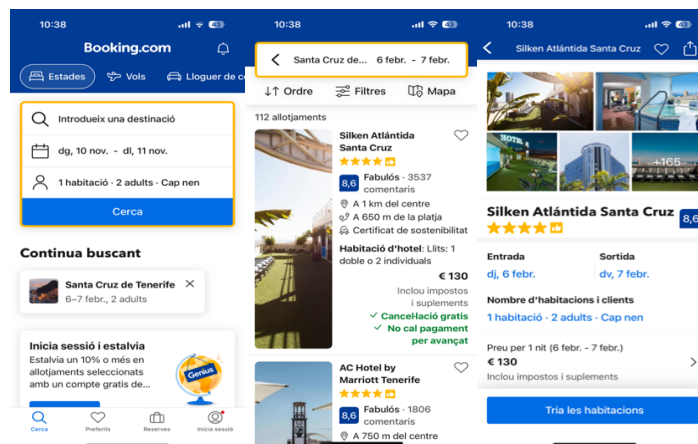 10:38
Booking.com
Estades
Vols
Lloguer de c
Introdueix una destinació
dg, 10 nov. - dl, 11 nov.
1 habitació · 2 adults · Cap nen
Cerca
Continua buscant
Santa Cruz de Tenerife
6–7 febr., 2 adults
Inicia sessió i estalvia
Estalvia un 10% o més en
allotjaments seleccionats
amb un compte gratis de...
Genius
Cerca
Preferits
Reserves
Inicia sessió
10:38
Santa Cruz de... 6 febr. - 7 febr.
Ordre
Filtres
Mapa
112 allotjaments
Silken Atlántida
Santa Cruz
8,6
Fabulós · 3537
comentaris
A 1 km del centre
A 650 m de la platja
Certificat de sostenibilitat
Habitació d'hotel: Llits: 1
doble o 2 individuals
€ 130
Inclou impostos
i suplements
Cancel·lació gratis
No cal pagament
per avançat
AC Hotel by
Marriott Tenerife
8,6
Fabulós · 1806
comentaris
A 750 m del centre
10:38
Silken Atlántida Santa Cruz
HOTEL
+165
Silken Atlántida Santa Cruz
8,6
Entrada
Sortida
dj, 6 febr.
dv, 7 febr.
Nombre d'habitacions i clients
1 habitació · 2 adults · Cap nen
Preu per 1 nit (6 febr. - 7 febr.)
€ 130
Inclou impostos i suplements
Tria les habitacions